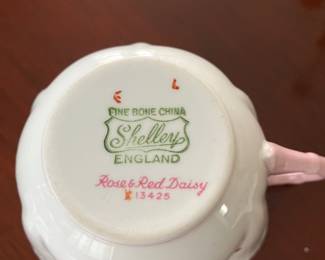 E L
FINE BONE CHINA
Shelley
ENGLAND
Rose & Red Daisy
13425